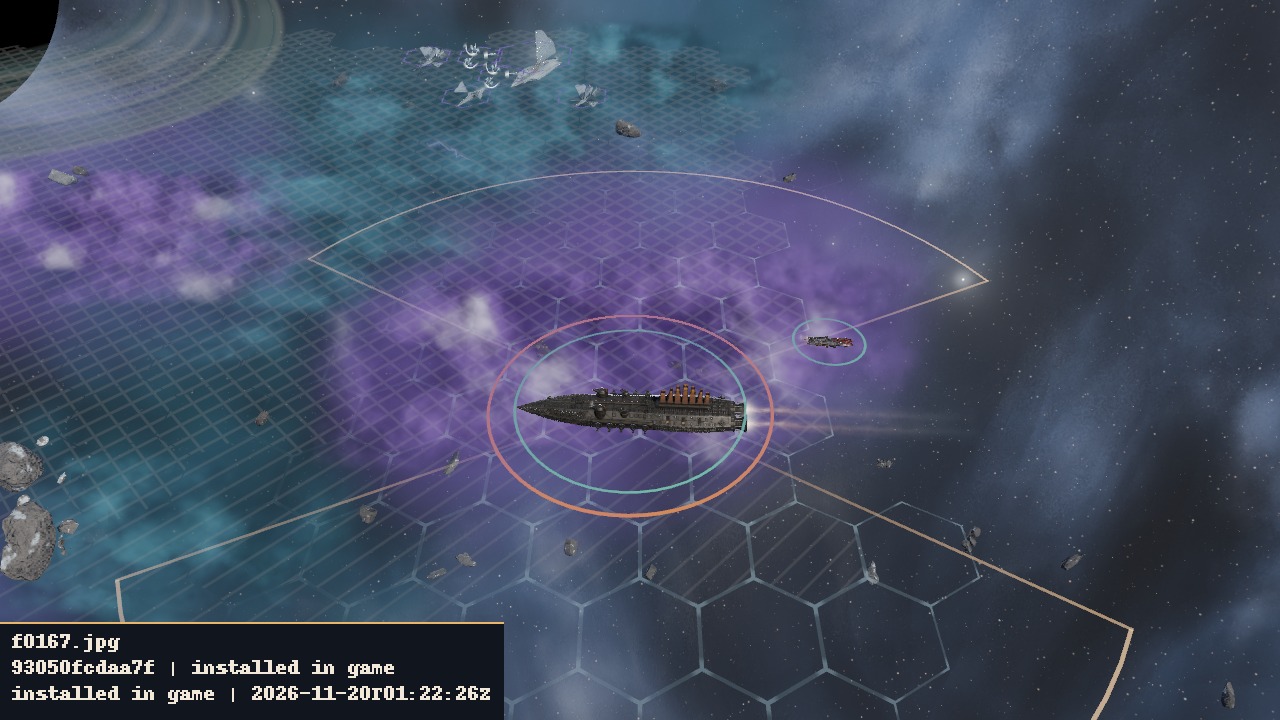 f0167.jpg
93050fcdaa7f | installed in game
installed in game | 2026-11-20T01:22:26Z